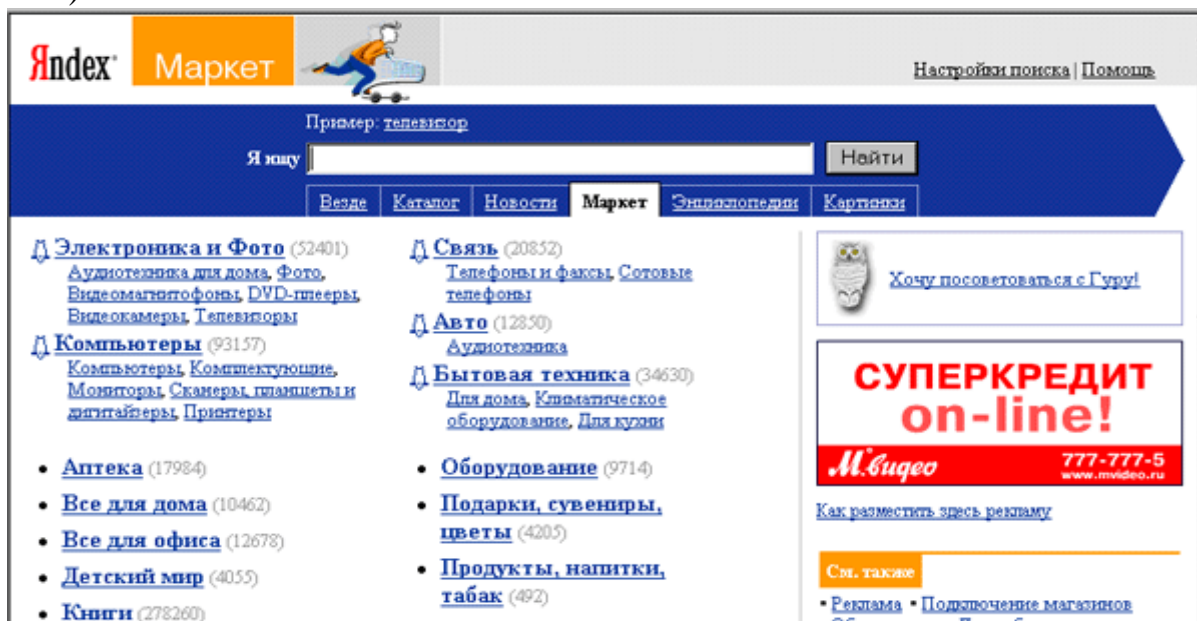 Яndex Маркет
Настройки поиска | Помощь
Пример: телевизор
Я ищу Найти
Везде Каталог Новости Маркет Энциклопедии Картинки
Электроника и Фото (52401)
Аудиотехника для дома, Фото,
Видеомагнитофоны, DVD-плееры,
Видеокамеры, Телевизоры
Компьютеры (93157)
Компьютеры, Комплектующие,
Мониторы, Сканеры, планшеты и
дигитайзеры, Принтеры
• Аптека (17984)
• Все для дома (10462)
• Все для офиса (12678)
• Детский мир (4055)
• Книги (278260)
Связь (20852)
Телефоны и факсы, Сотовые
телефоны
Авто (12850)
Аудиотехника
Бытовая техника (34630)
Для дома, Климатическое
оборудование, Для кухни
• Оборудование (9714)
• Подарки, сувениры,
цветы (4205)
• Продукты, напитки,
табак (492)
Хочу посоветоваться с Гуру!
СУПЕРКРЕДИТ
on-line!
М.видео 777-777-5
www.mvideo.ru
Как разместить здесь рекламу
См. также
• Реклама • Подключение магазинов